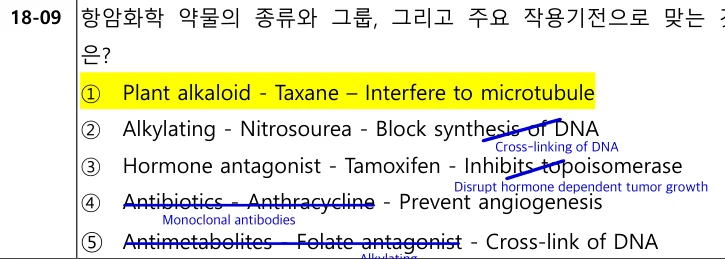 18-09 항암화학 약물의 종류와 그룹, 그리고 주요 작용기전으로 맞는
은?
① Plant alkaloid - Taxane – Interfere to microtubule
② Alkylating - Nitrosourea - Block synthesis of DNA
Cross-linking of DNA
③ Hormone antagonist - Tamoxifen - Inhibits topoisomerase
Disrupt hormone dependent tumor growth
④ Antibiotics - Anthracycline - Prevent angiogenesis
Monoclonal antibodies
⑤ Antimetabolites - Folate antagonist - Cross-link of DNA
Alkylating